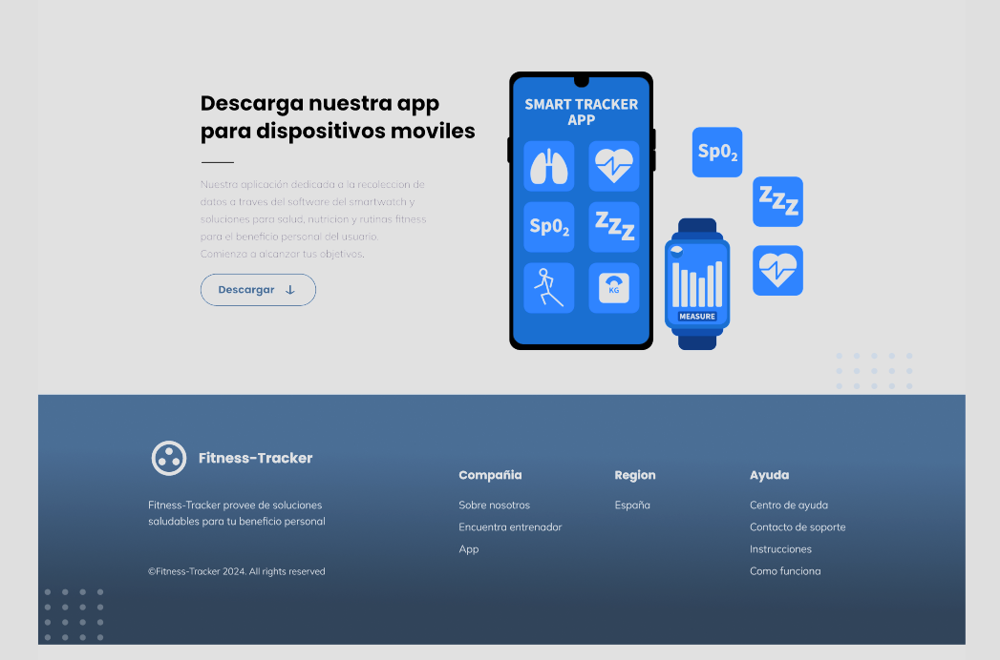 Descarga nuestra app
para dispositivos moviles
Nuestra aplicación dedicada a la recoleccion de
datos a traves del software del smartwatch y
soluciones para salud, nutricion y rutinas fitness
para el beneficio personal del usuario.
Comienza a alcanzar tus objetivos.
Descargar
SMART TRACKER
APP
Sp0₂
ZZZ
KG
MEASURE
Sp0₂
ZZZ
Fitness-Tracker
Fitness-Tracker provee de soluciones
saludables para tu beneficio personal
©Fitness-Tracker 2024. All rights reserved
Compañia
Sobre nosotros
Encuentra entrenador
App
Region
España
Ayuda
Centro de ayuda
Contacto de soporte
Instrucciones
Como funciona